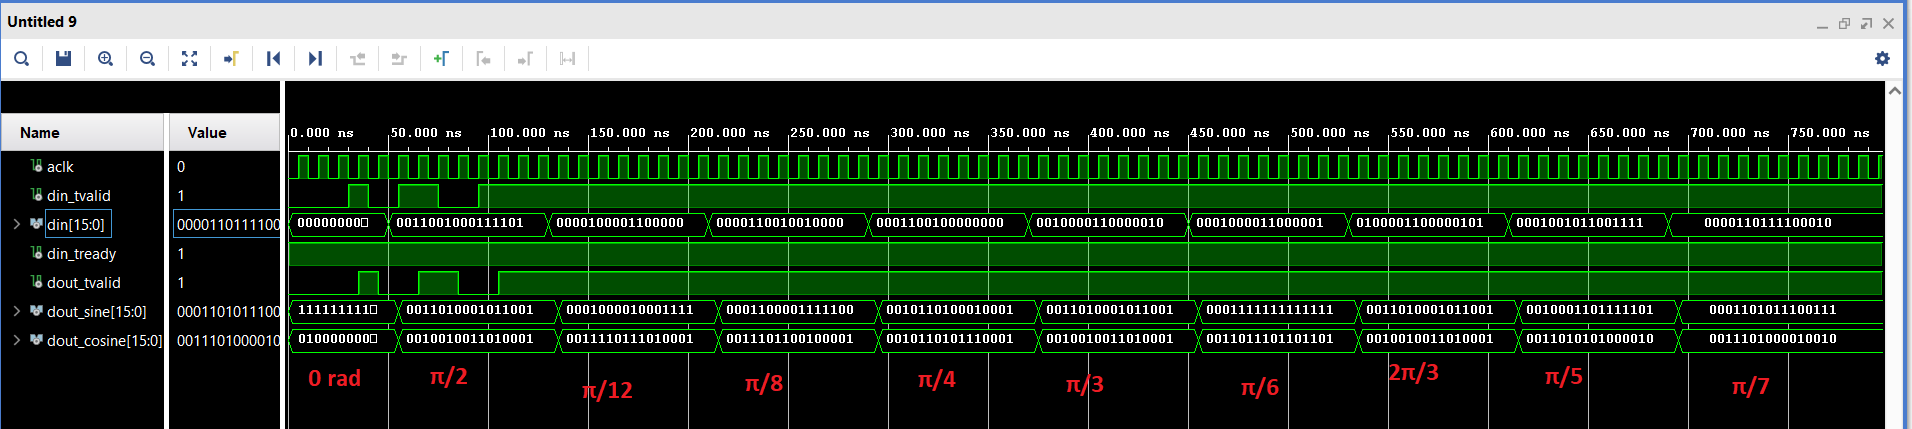 Untitled 9
Name Value
0.000 ns 50.000 ns 100.000 ns 150.000 ns 200.000 ns 250.000 ns 300.000 ns 350.000 ns 400.000 ns 450.000 ns 500.000 ns 550.000 ns 600.000 ns 650.000 ns 700.000 ns 750.000 ns
aclk 0
din_tvalid 1
din[15:0] 0000110111100 00000000 0011001000111101 0000100001100000 0000110010010000 0001100100000000 0010000110000010 0001000011000001 0100001100000101 0001001011001111 0000110111100010
din_tready 1
dout_tvalid 1
dout_sine[15:0] 0001101011100 111111111 0011010001011001 0001000010001111 0001100001111100 0010110100010001 0011010001011001 0001111111111111 0011010001011001 0010010110111101 0001101011100111
dout_cosine[15:0] 0011101000010 010000000 0010010011010001 0011110111010001 0011101100100001 0010110101110001 0010010011010001 0011011101101101 0010010011010001 0011010101000010 0011101000010010
0 rad π/2 π/12 π/8 π/4 π/3 π/6 2π/3 π/5 π/7